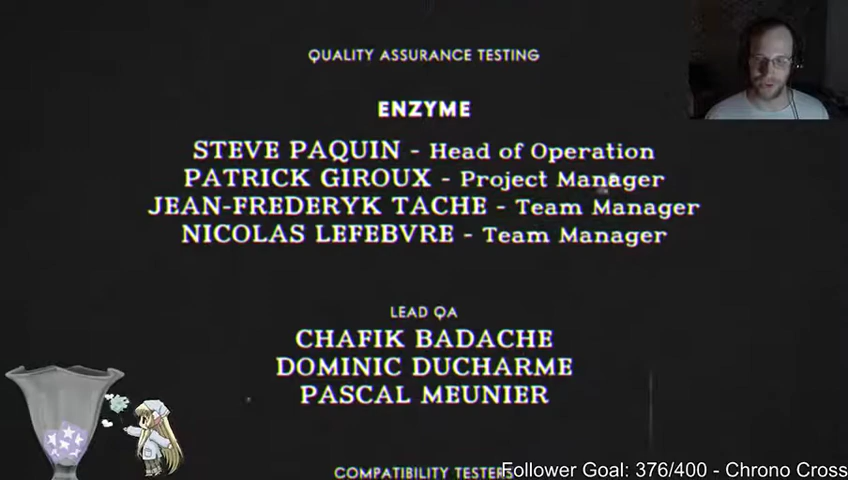 QUALITY ASSURANCE TESTING
ENZYME
STEVE PAQUIN - Head of Operation
PATRICK GIROUX - Project Manager
JEAN-FREDERYK TACHE - Team Manager
NICOLAS LEFEBVRE - Team Manager
LEAD QA
CHAFIK BADACHE
DOMINIC DUCHARME
PASCAL MEUNIER
COMPATIBILITY TESTERS
Follower Goal: 376/400 - Chrono Cross